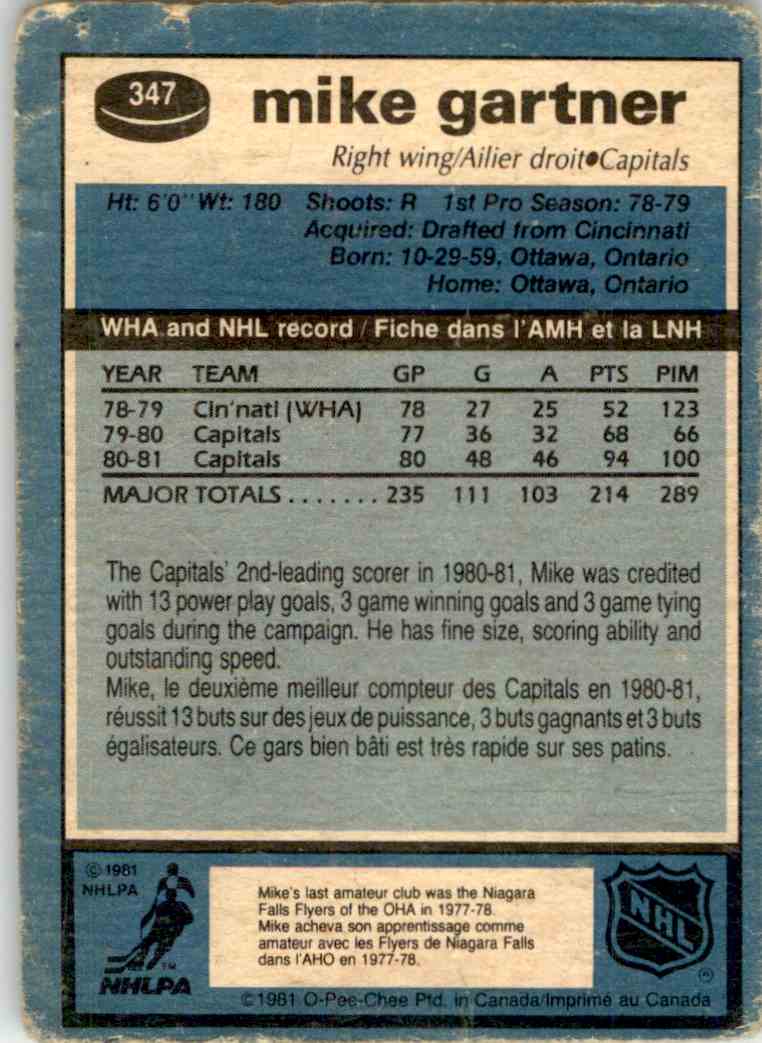 347
mike gartner
Right wing/Ailier droit●Capitals
Ht: 6'0" Wt: 180 Shoots: R 1st Pro Season: 78-79
Acquired: Drafted from Cincinnati
Born: 10-29-59, Ottawa, Ontario
Home: Ottawa, Ontario
WHA and NHL record / Fiche dans l'AMH et la LNH
YEAR TEAM GP G A PTS PIM
78-79 Cin'nati (WHA) 78 27 25 52 123
79-80 Capitals 77 36 32 68 66
80-81 Capitals 80 48 46 94 100
MAJOR TOTALS ....... 235 111 103 214 289
The Capitals' 2nd-leading scorer in 1980-81, Mike was credited
with 13 power play goals, 3 game winning goals and 3 game tying
goals during the campaign. He has fine size, scoring ability and
outstanding speed.
Mike, le deuxième meilleur compteur des Capitals en 1980-81,
réussit 13 buts sur des jeux de puissance, 3 buts gagnants et 3 buts
égalisateurs. Ce gars bien bâti est très rapide sur ses patins.
© 1981
NHLPA
NHLPA
TM
Mike's last amateur club was the Niagara
Falls Flyers of the OHA in 1977-78.
Mike acheva son apprentissage comme
amateur avec les Flyers de Niagara Falls
dans l'AHO en 1977-78.
NHL
®
©1981 O-Pee-Chee Ptd. in Canada/Imprimé au Canada